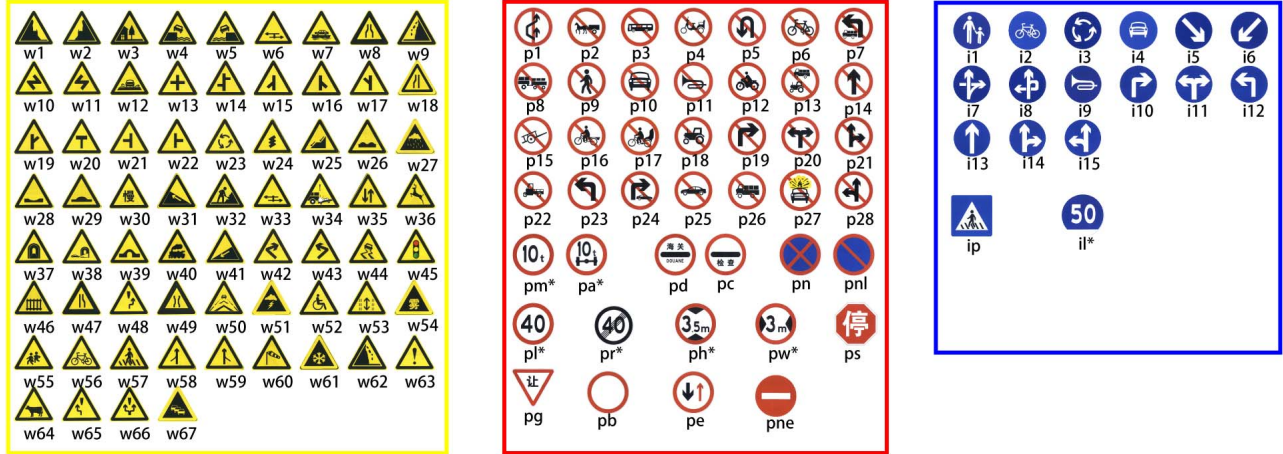 w1 w2 w3 w4 w5 w6 w7 w8 w9
w10 w11 w12 w13 w14 w15 w16 w17 w18
w19 w20 w21 w22 w23 w24 w25 w26 w27
慢
w28 w29 w30 w31 w32 w33 w34 w35 w36
w37 w38 w39 w40 w41 w42 w43 w44 w45
w46 w47 w48 w49 w50 w51 w52 w53 w54
w55 w56 w57 w58 w59 w60 w61 w62 w63
w64 w65 w66 w67
p1 p2 p3 p4 p5 p6 p7
p8 p9 p10 p11 p12 p13 p14
p15 p16 p17 p18 p19 p20 p21
p22 p23 p24 p25 p26 p27 p28
10t 10t 海关 DOUANE 检查
pm* pa* pd pc pn pnl
40 40 3.5m 3m 停
pl* pr* ph* pw* ps
让
pg pb pe pne
i1 i2 i3 i4 i5 i6
i7 i8 i9 i10 i11 i12
i13 i14 i15
50
ip il*